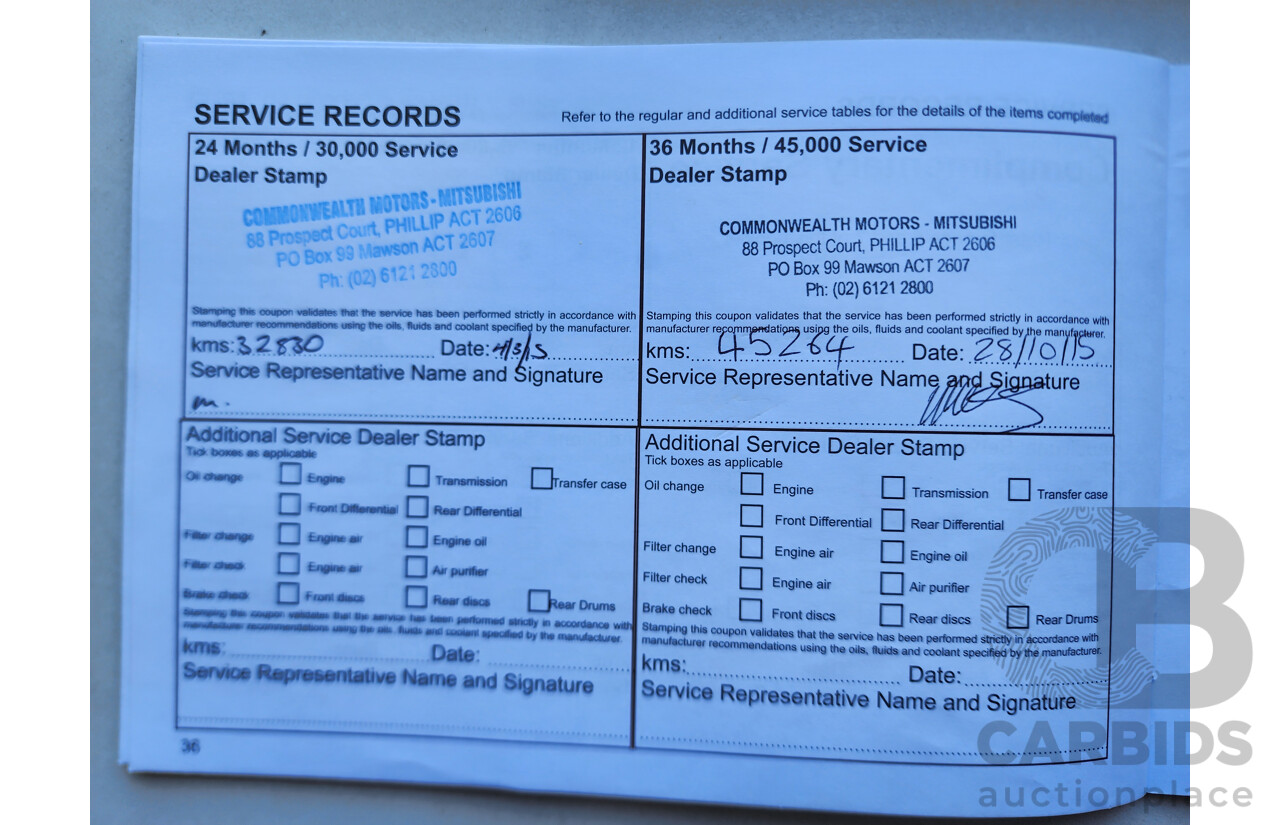 SERVICE RECORDS
Refer to the regular and additional service tables for the details of the items completed
24 Months / 30,000 Service
Dealer Stamp
COMMONWEALTH MOTORS - MITSUBISHI
88 Prospect Court, PHILLIP ACT 2606
PO Box 99 Mawson ACT 2607
Ph: (02) 6121 2800
Stamping this coupon validates that the service has been performed strictly in accordance with
manufacturer recommendations using the oils, fluids and coolant specified by the manufacturer.
kms: 32830 Date: 4/3/15
Service Representative Name and Signature
Additional Service Dealer Stamp
Tick boxes as applicable
Oil change Engine Transmission Transfer case
Front Differential Rear Differential
Filter change Engine air Engine oil
Filter check Engine air Air purifier
Brake check Front discs Rear discs Rear Drums
Stamping this coupon validates that the service has been performed strictly in accordance with
manufacturer recommendations using the oils, fluids and coolant specified by the manufacturer.
kms: Date:
Service Representative Name and Signature
36
36 Months / 45,000 Service
Dealer Stamp
COMMONWEALTH MOTORS - MITSUBISHI
88 Prospect Court, PHILLIP ACT 2606
PO Box 99 Mawson ACT 2607
Ph: (02) 6121 2800
Stamping this coupon validates that the service has been performed strictly in accordance with
manufacturer recommendations using the oils, fluids and coolant specified by the manufacturer.
kms: 45264 Date: 28/10/15
Service Representative Name and Signature
Additional Service Dealer Stamp
Tick boxes as applicable
Oil change Engine Transmission Transfer case
Front Differential Rear Differential
Filter change Engine air Engine oil
Filter check Engine air Air purifier
Brake check Front discs Rear discs Rear Drums
Stamping this coupon validates that the service has been performed strictly in accordance with
manufacturer recommendations using the oils, fluids and coolant specified by the manufacturer.
kms: Date:
Service Representative Name and Signature
CB
CARBIDS
auctionplace